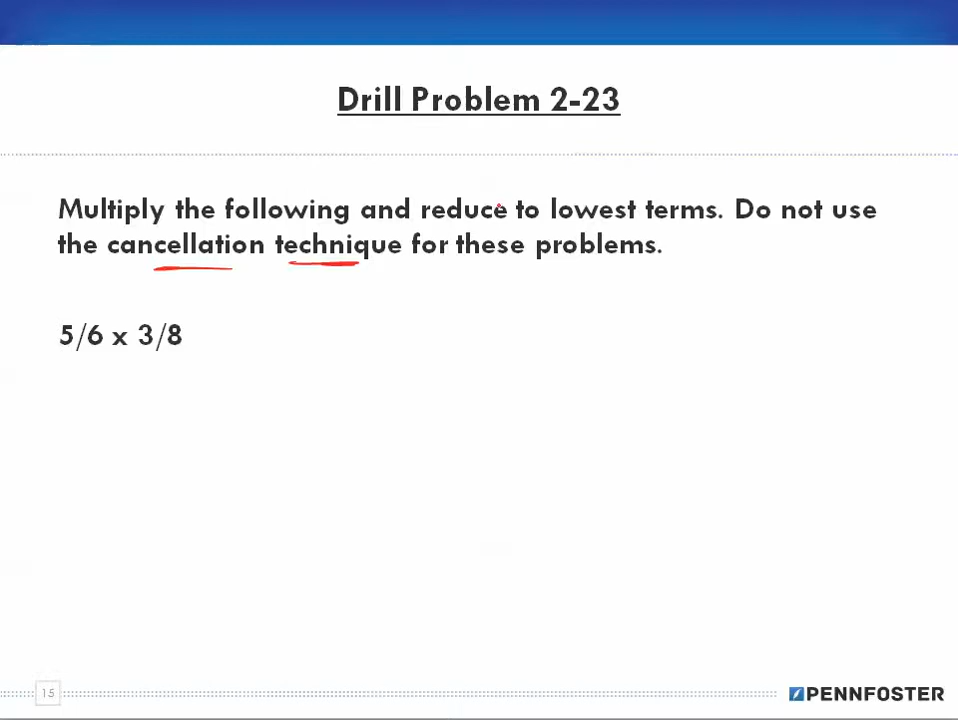 Drill Problem 2-23
Multiply the following and reduce to lowest terms. Do not use
the cancellation technique for these problems.
5/6 x 3/8
15
PENNFOSTER